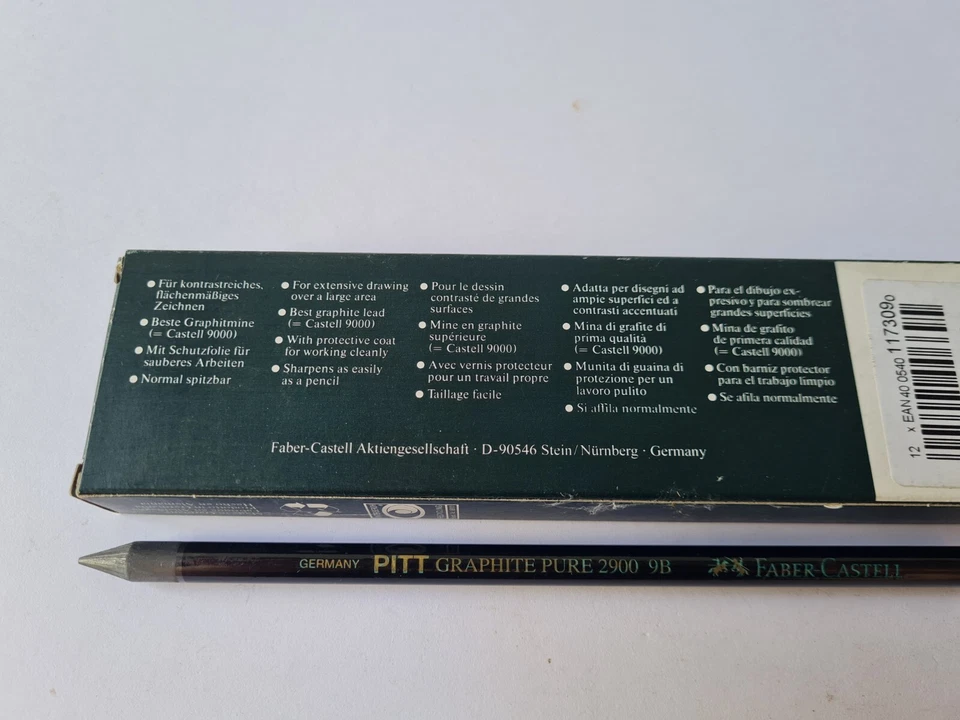 ● Für kontrastreiches,
flächenmäßiges
Zeichnen
● Beste Graphitmine
(= Castell 9000)
● Mit Schutzfolie für
sauberes Arbeiten
● Normal spitzbar
● For extensive drawing
over a large area
● Best graphite lead
(= Castell 9000)
● With protective coat
for working cleanly
● Sharpens as easily
as a pencil
● Pour le dessin
contrasté de grandes
surfaces
● Mine en graphite
supérieure
(= Castell 9000)
● Avec vernis protecteur
pour un travail propre
● Taillage facile
● Adatta per disegni ad
ampie superfici ed a
contrasti accentuati
● Mina di grafite di
prima qualità
(= Castell 9000)
● Munita di guaina di
protezione per un
lavoro pulito
● Si affila normalmente
● Para el dibujo ex-
presivo y para sombrear
grandes superficies
● Mina de grafito
de primera calidad
(= Castell 9000)
● Con barniz protector
para el trabajo limpio
● Se afila normalmente
Faber-Castell Aktiengesellschaft · D-90546 Stein/Nürnberg · Germany
12 x EAN 40 0540 117309o
GERMANY PITT GRAPHITE PURE 2900 9B FABER-CASTELL